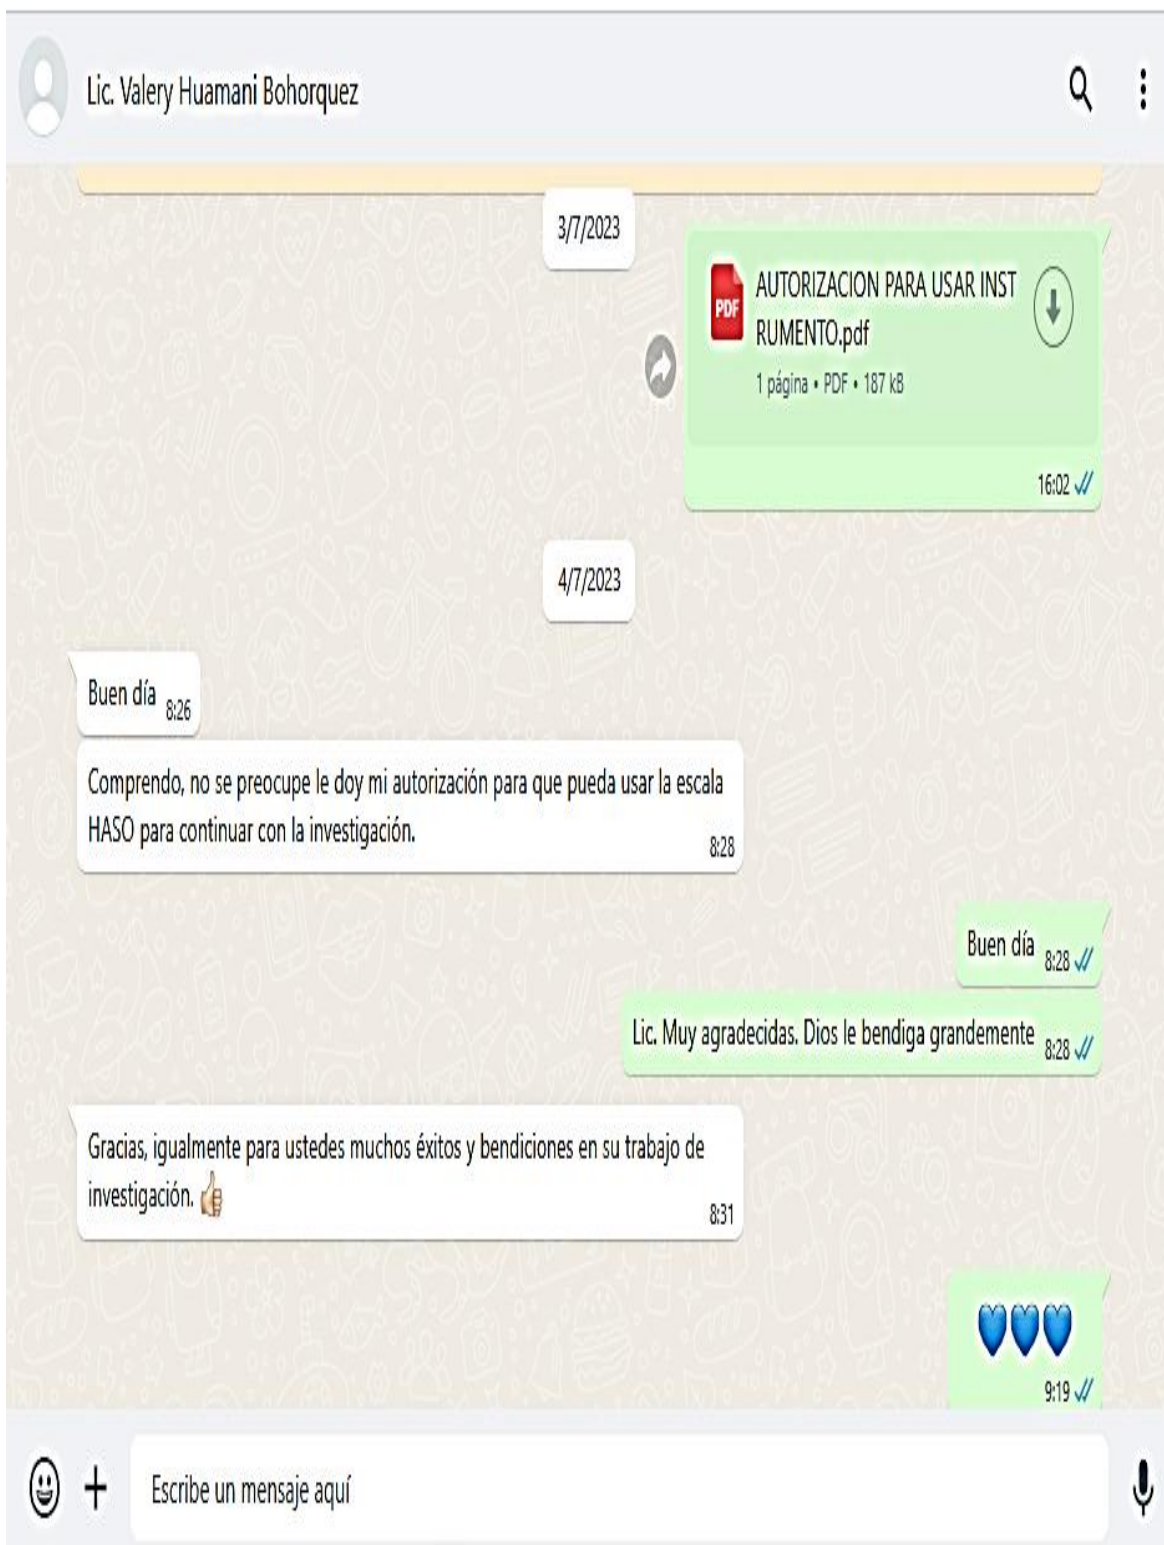 Lic. Valery Huamani Bohorquez
3/7/2023
PDF
AUTORIZACION PARA USAR INST
RUMENTO.pdf
1 página • PDF • 187 kB
16:02
4/7/2023
Buen día 8:26
Comprendo, no se preocupe le doy mi autorización para que pueda usar la escala
HASO para continuar con la investigación.
8:28
Buen día 8:28
Lic. Muy agradecidas. Dios le bendiga grandemente 8:28
Gracias, igualmente para ustedes muchos éxitos y bendiciones en su trabajo de
investigación. 👍🏼
8:31
💙💙💙
9:19
Escribe un mensaje aquí